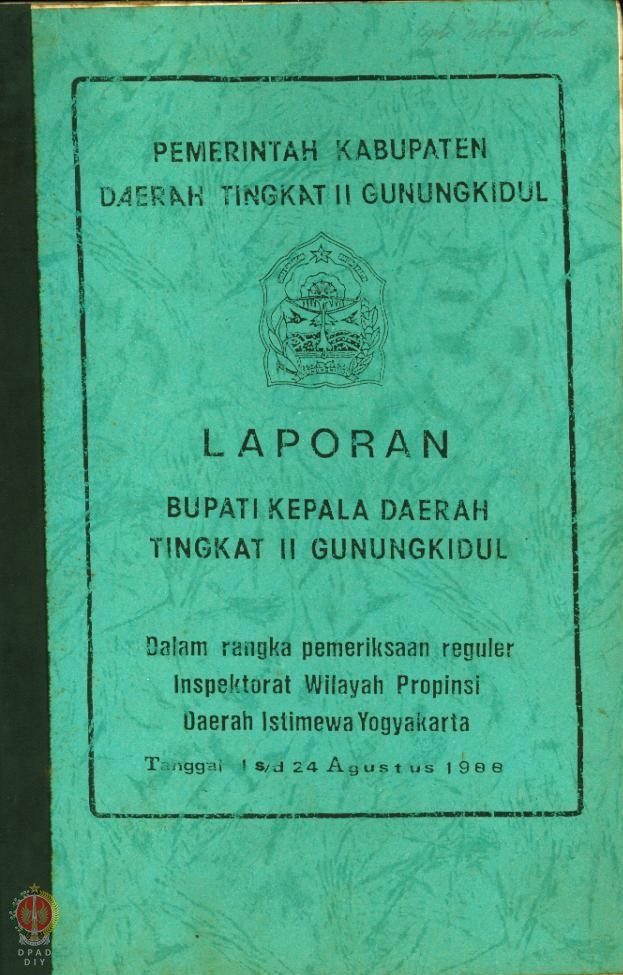 PEMERINTAH KABUPATEN
DAERAH TINGKAT II GUNUNGKIDUL
LAPORAN
BUPATI KEPALA DAERAH
TINGKAT II GUNUNGKIDUL
Dalam rangka pemeriksaan reguler
Inspektorat Wilayah Propinsi
Daerah Istimewa Yogyakarta
Tanggal 1 s/d 24 Agustus 1988
DPAD
DIY